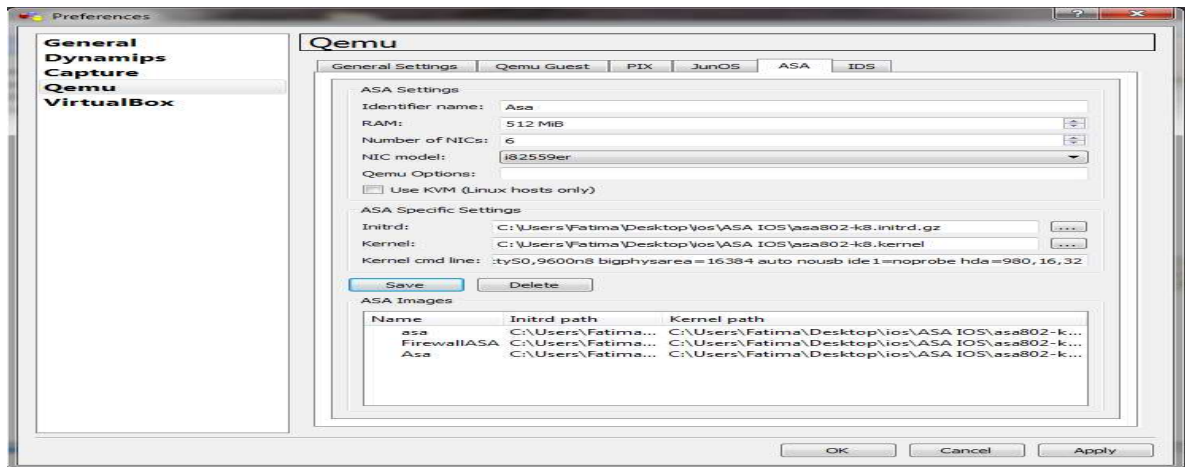 Preferences
General
Dynamips
Capture
Qemu
VirtualBox
Qemu
General Settings Qemu Guest PIX JunOS ASA IDS
ASA Settings
Identifier name: Asa
RAM: 512 MiB
Number of NICs: 6
NIC model: i82559er
Qemu Options:
Use KVM (Linux hosts only)
ASA Specific Settings
Initrd: C:\Users\Fatima\Desktop\ios\ASA IOS\asa802-k8.initrd.gz ...
Kernel: C:\Users\Fatima\Desktop\ios\ASA IOS\asa802-k8.kernel ...
Kernel cmd line: :tyS0,9600n8 bigphysarea=16384 auto nousb ide1=noprobe hda=980,16,32
Save Delete
ASA Images
Name Initrd path Kernel path
asa C:\Users\Fatima... C:\Users\Fatima\Desktop\ios\ASA IOS\asa802-k...
FirewallASA C:\Users\Fatima... C:\Users\Fatima\Desktop\ios\ASA IOS\asa802-k...
Asa C:\Users\Fatima... C:\Users\Fatima\Desktop\ios\ASA IOS\asa802-k...
OK Cancel Apply